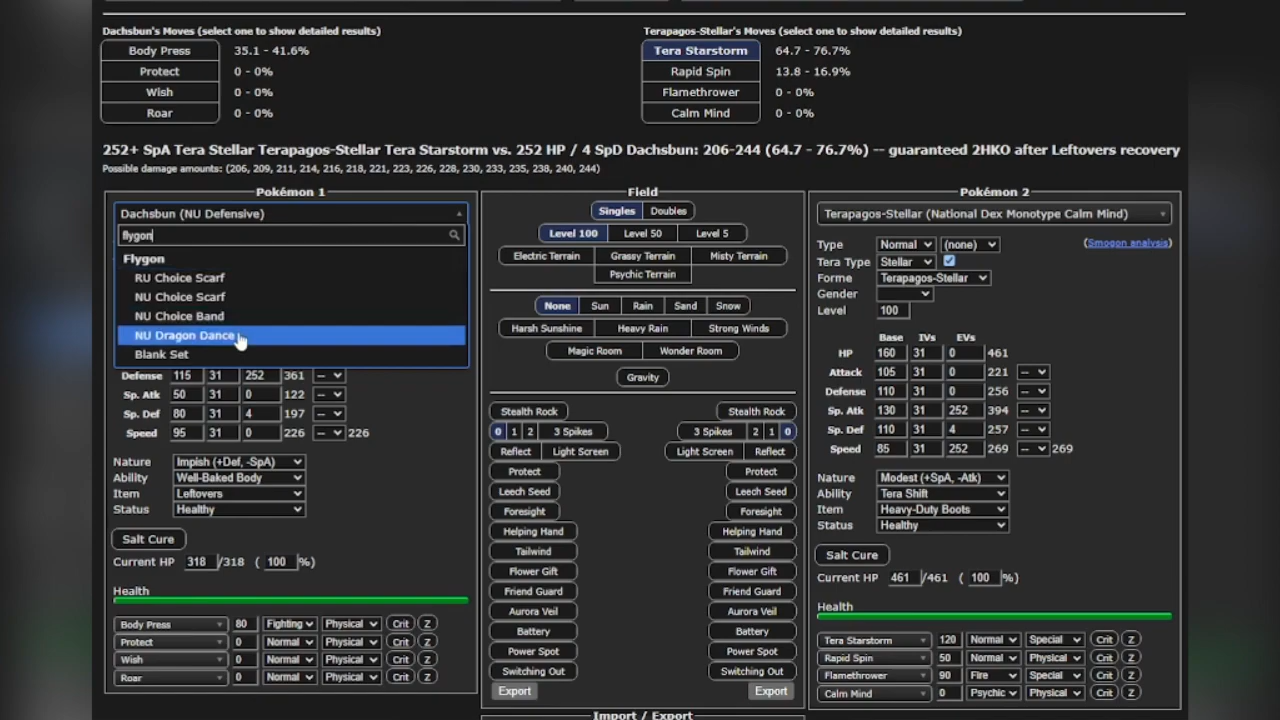 Dachsbun's Moves (select one to show detailed results)
Body Press 35.1 - 41.6%
Protect 0 - 0%
Wish 0 - 0%
Roar 0 - 0%
Terapagos-Stellar's Moves (select one to show detailed results)
Tera Starstorm 64.7 - 76.7%
Rapid Spin 13.8 - 16.9%
Flamethrower 0 - 0%
Calm Mind 0 - 0%
252+ SpA Tera Stellar Terapagos-Stellar Tera Starstorm vs. 252 HP / 4 SpD Dachsbun: 206-244 (64.7 - 76.7%) -- guaranteed 2HKO after Leftovers recovery
Possible damage amounts: (206, 209, 211, 214, 216, 218, 221, 223, 226, 228, 230, 233, 235, 238, 240, 244)
Pokémon 1
Dachsbun (NU Defensive)
flygon
Flygon
RU Choice Scarf
NU Choice Scarf
NU Choice Band
NU Dragon Dance
Blank Set
Defense 115 31 252 361 --
Sp. Atk 50 31 0 122 --
Sp. Def 80 31 4 197 --
Speed 95 31 0 226 -- 226
Nature Impish (+Def, -SpA)
Ability Well-Baked Body
Item Leftovers
Status Healthy
Salt Cure
Current HP 318 /318 ( 100 %)
Health
Body Press 80 Fighting Physical Crit Z
Protect 0 Normal Physical Crit Z
Wish 0 Normal Physical Crit Z
Roar 0 Normal Physical Crit Z
Field
Singles Doubles
Level 100 Level 50 Level 5
Electric Terrain Grassy Terrain Misty Terrain
Psychic Terrain
None Sun Rain Sand Snow
Harsh Sunshine Heavy Rain Strong Winds
Magic Room Wonder Room
Gravity
Stealth Rock Stealth Rock
0 1 2 3 Spikes 3 Spikes 2 1 0
Reflect Light Screen Light Screen Reflect
Protect Protect
Leech Seed Leech Seed
Foresight Foresight
Helping Hand Helping Hand
Tailwind Tailwind
Flower Gift Flower Gift
Friend Guard Friend Guard
Aurora Veil Aurora Veil
Battery Battery
Power Spot Power Spot
Switching Out Switching Out
Export Export
Pokémon 2
Terapagos-Stellar (National Dex Monotype Calm Mind)
Type Normal (none) (Smogon analysis)
Tera Type Stellar
Forme Terapagos-Stellar
Gender
Level 100
Base IVs EVs
HP 160 31 0 461
Attack 105 31 0 221 --
Defense 110 31 0 256 --
Sp. Atk 130 31 252 394 --
Sp. Def 110 31 4 257 --
Speed 85 31 252 269 -- 269
Nature Modest (+SpA, -Atk)
Ability Tera Shift
Item Heavy-Duty Boots
Status Healthy
Salt Cure
Current HP 461 /461 ( 100 %)
Health
Tera Starstorm 120 Normal Special Crit Z
Rapid Spin 50 Normal Physical Crit Z
Flamethrower 90 Fire Special Crit Z
Calm Mind 0 Psychic Physical Crit Z
Import / Export